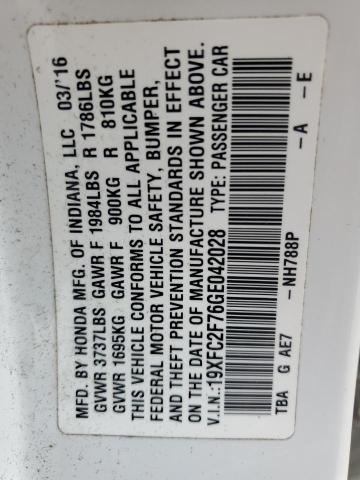 MFD. BY HONDA MFG. OF INDIANA, LLC 03/'16
GVWR 3737LBS GAWR F 1984LBS R 1786LBS
GVWR 1695KG GAWR F 900KG R 810KG
THIS VEHICLE CONFORMS TO ALL APPLICABLE
FEDERAL MOTOR VEHICLE SAFETY, BUMPER,
AND THEFT PREVENTION STANDARDS IN EFFECT
ON THE DATE OF MANUFACTURE SHOWN ABOVE.
V.I.N.:19XFC2F76GE042028 TYPE: PASSENGER CAR
TBA G AE7 -NH788P -A -E